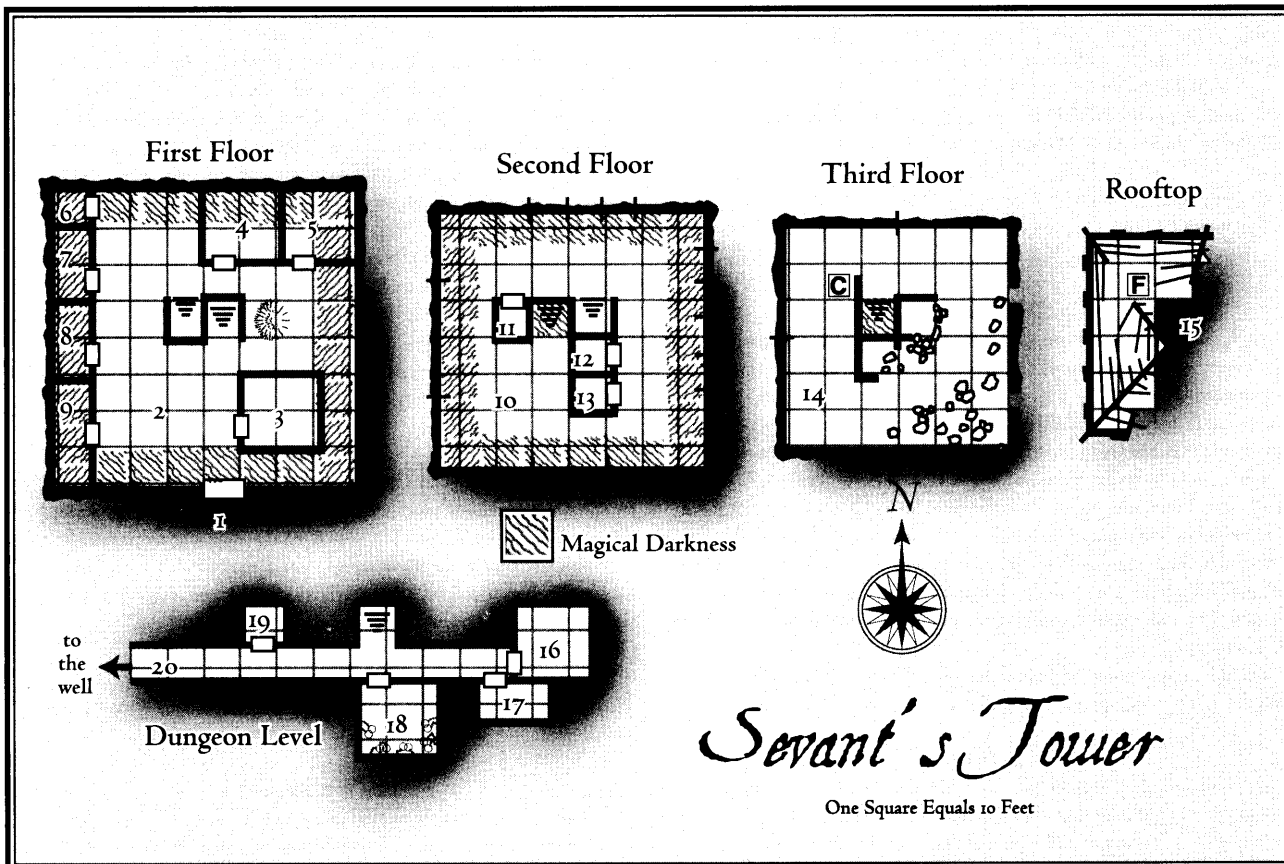 First Floor
Second Floor
Third Floor
Rooftop
6
4
5
7
8
9
2
3
1
11
12
13
10
C
14
F
15
N
Magical Darkness
to
the
well
19
20
16
18
17
Dungeon Level
Sevant's Tower
One Square Equals 10 Feet